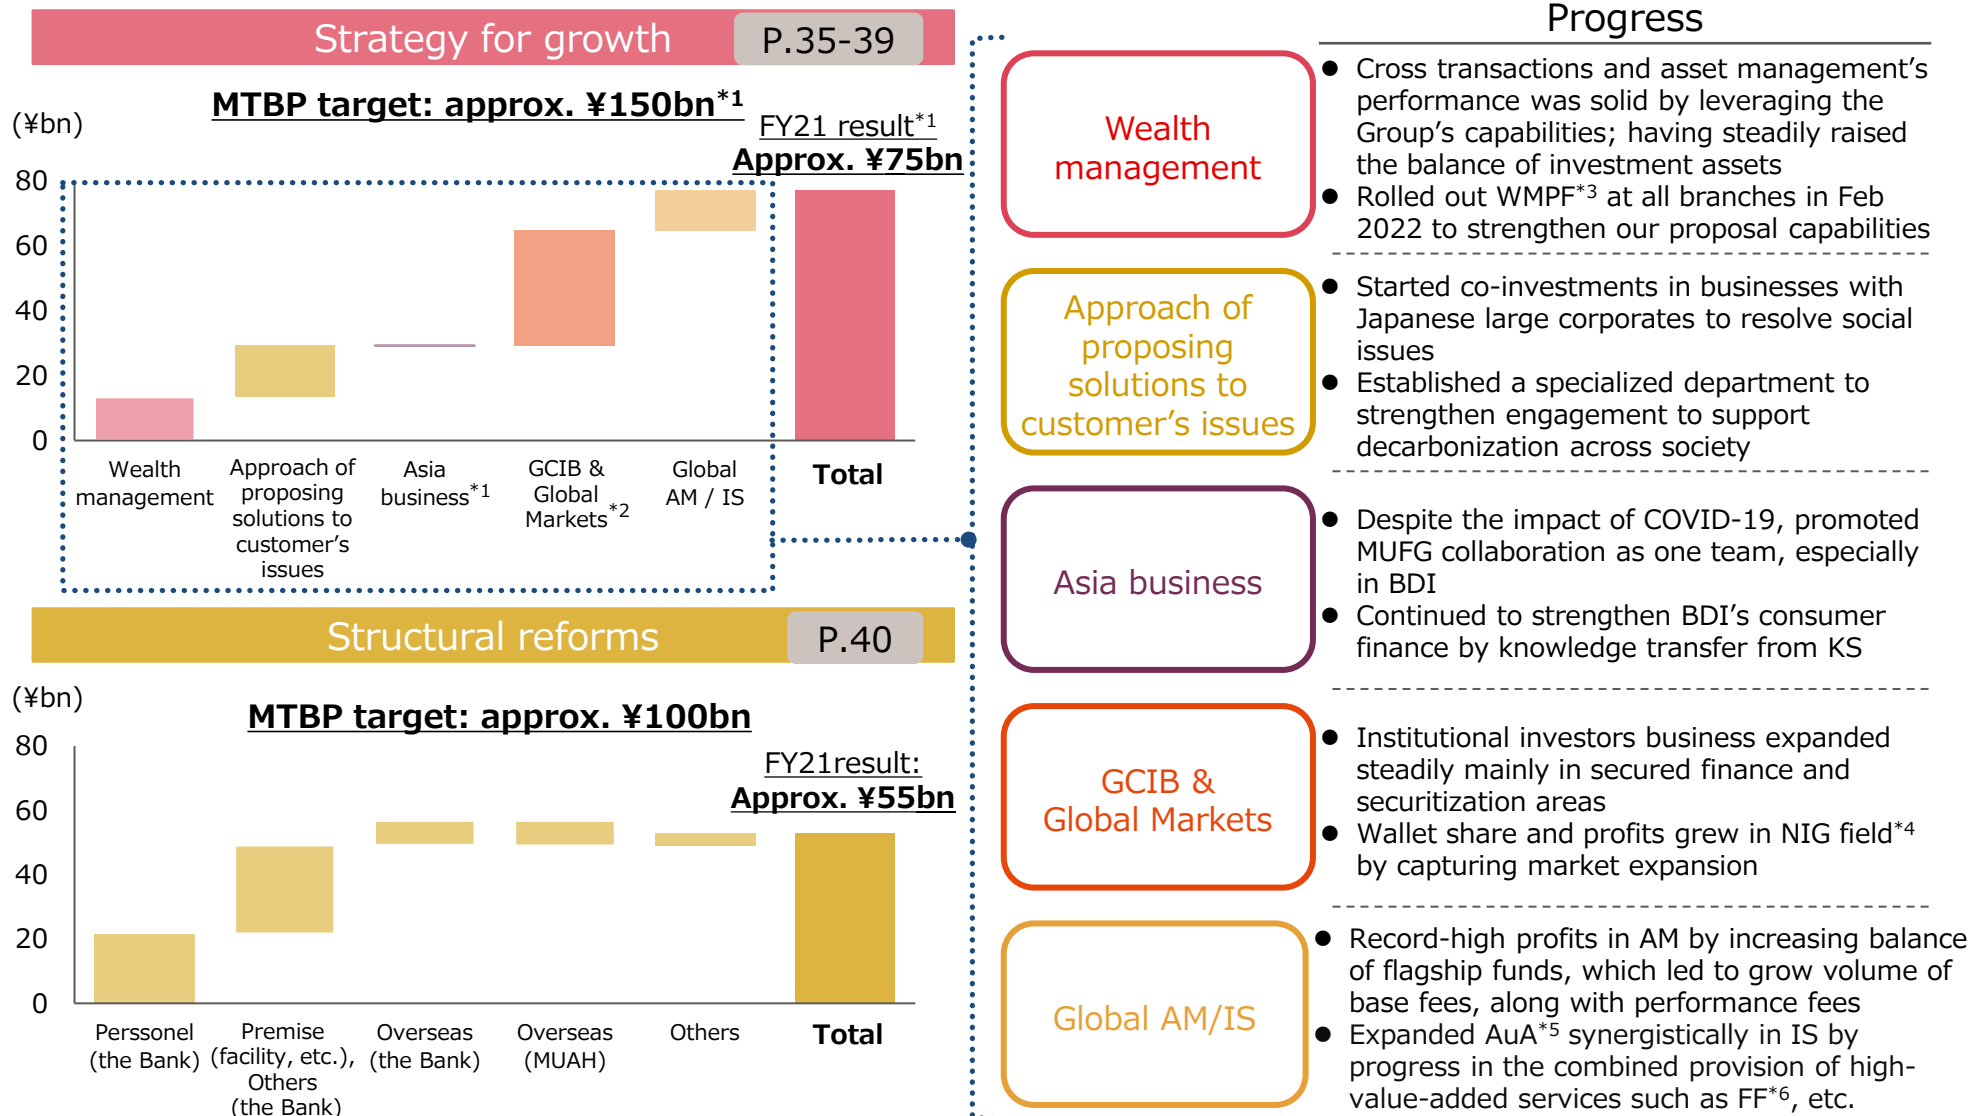 Strategy for growth
P.35-39
MTBP target: approx. ¥150bn*1
(¥bn)
FY21 result*1
Approx. ¥75bn
80
60
40
20
0
Wealth
management
Approach of
proposing
solutions to
customer's
issues
Asia
business*1
GCIB &
Global
Markets*2
Global
AM / IS
Total
Structural reforms
P.40
(¥bn)
MTBP target: approx. ¥100bn
FY21result:
Approx. ¥55bn
80
60
40
20
0
Perssonel
(the Bank)
Premise
(facility, etc.),
Others
(the Bank)
Overseas
(the Bank)
Overseas
(MUAH)
Others
Total
Progress
Wealth
management
● Cross transactions and asset management's
performance was solid by leveraging the
Group's capabilities; having steadily raised
the balance of investment assets
● Rolled out WMPF*3 at all branches in Feb
2022 to strengthen our proposal capabilities
Approach of
proposing
solutions to
customer's issues
● Started co-investments in businesses with
Japanese large corporates to resolve social
issues
● Established a specialized department to
strengthen engagement to support
decarbonization across society
Asia business
● Despite the impact of COVID-19, promoted
MUFG collaboration as one team, especially
in BDI
● Continued to strengthen BDI's consumer
finance by knowledge transfer from KS
GCIB &
Global Markets
● Institutional investors business expanded
steadily mainly in secured finance and
securitization areas
● Wallet share and profits grew in NIG field*4
by capturing market expansion
Global AM/IS
● Record-high profits in AM by increasing balance
of flagship funds, which led to grow volume of
base fees, along with performance fees
● Expanded AuA*5 synergistically in IS by
progress in the combined provision of high-
value-added services such as FF*6, etc.